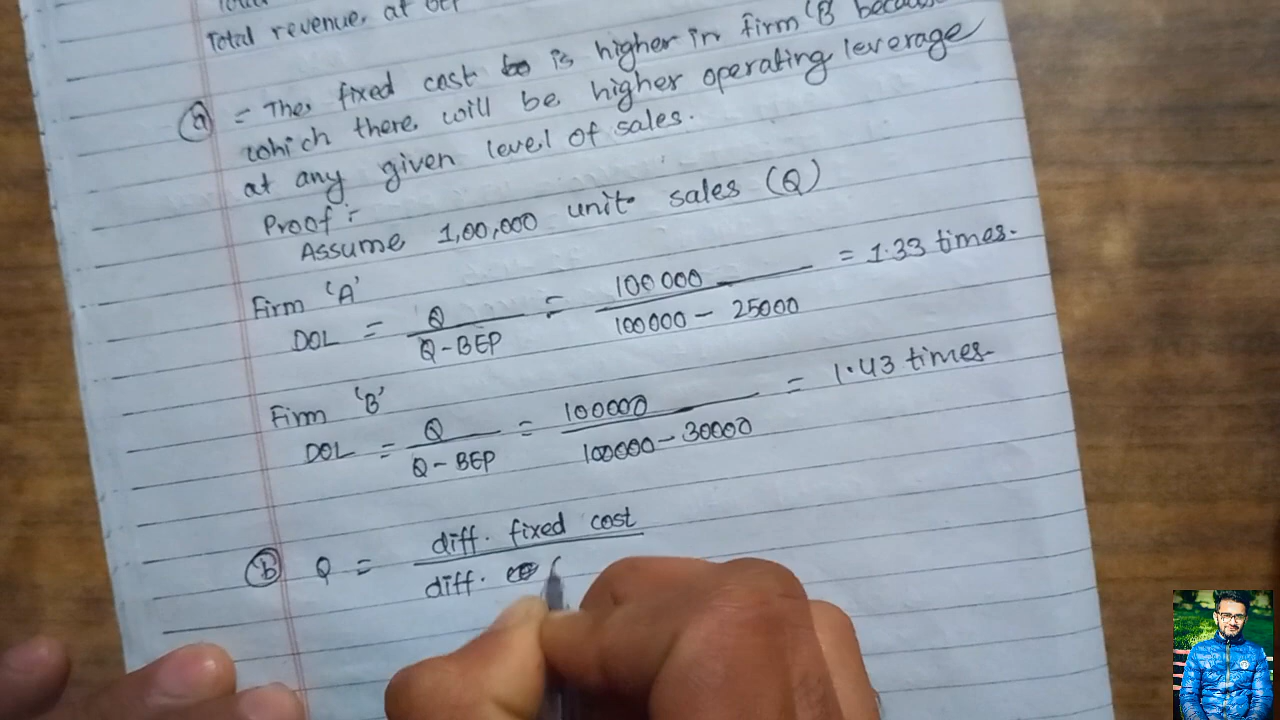 Total revenue, at BEP
(a) = The fixed cost is higher in firm 'B' because
which there will be higher operating leverage
at any given level of sales.
Proof :-
Assume 1,00,000 unit sales (Q)
Firm 'A'
DOL = Q / Q - BEP = 100000 / 100000 - 25000 = 1.33 times.
Firm 'B'
DOL = Q / Q - BEP = 100000 / 100000 - 30000 = 1.43 times.
(b) Q = diff. fixed cost / diff.